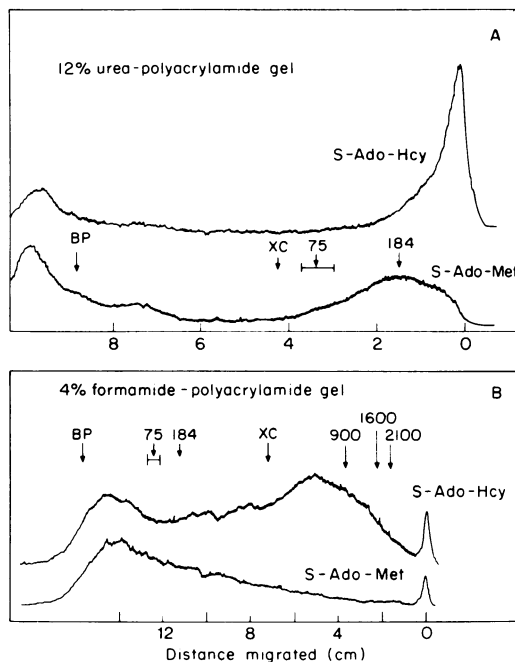 A
12% urea-polyacrylamide gel
S-Ado-Hcy
BP
XC
75
184
S-Ado-Met
8 6 4 2 0
4% formamide-polyacrylamide gel
B
BP
75
184
XC
900
1600
2100
S-Ado-Hcy
S-Ado-Met
12 8 4 0
Distance migrated (cm)